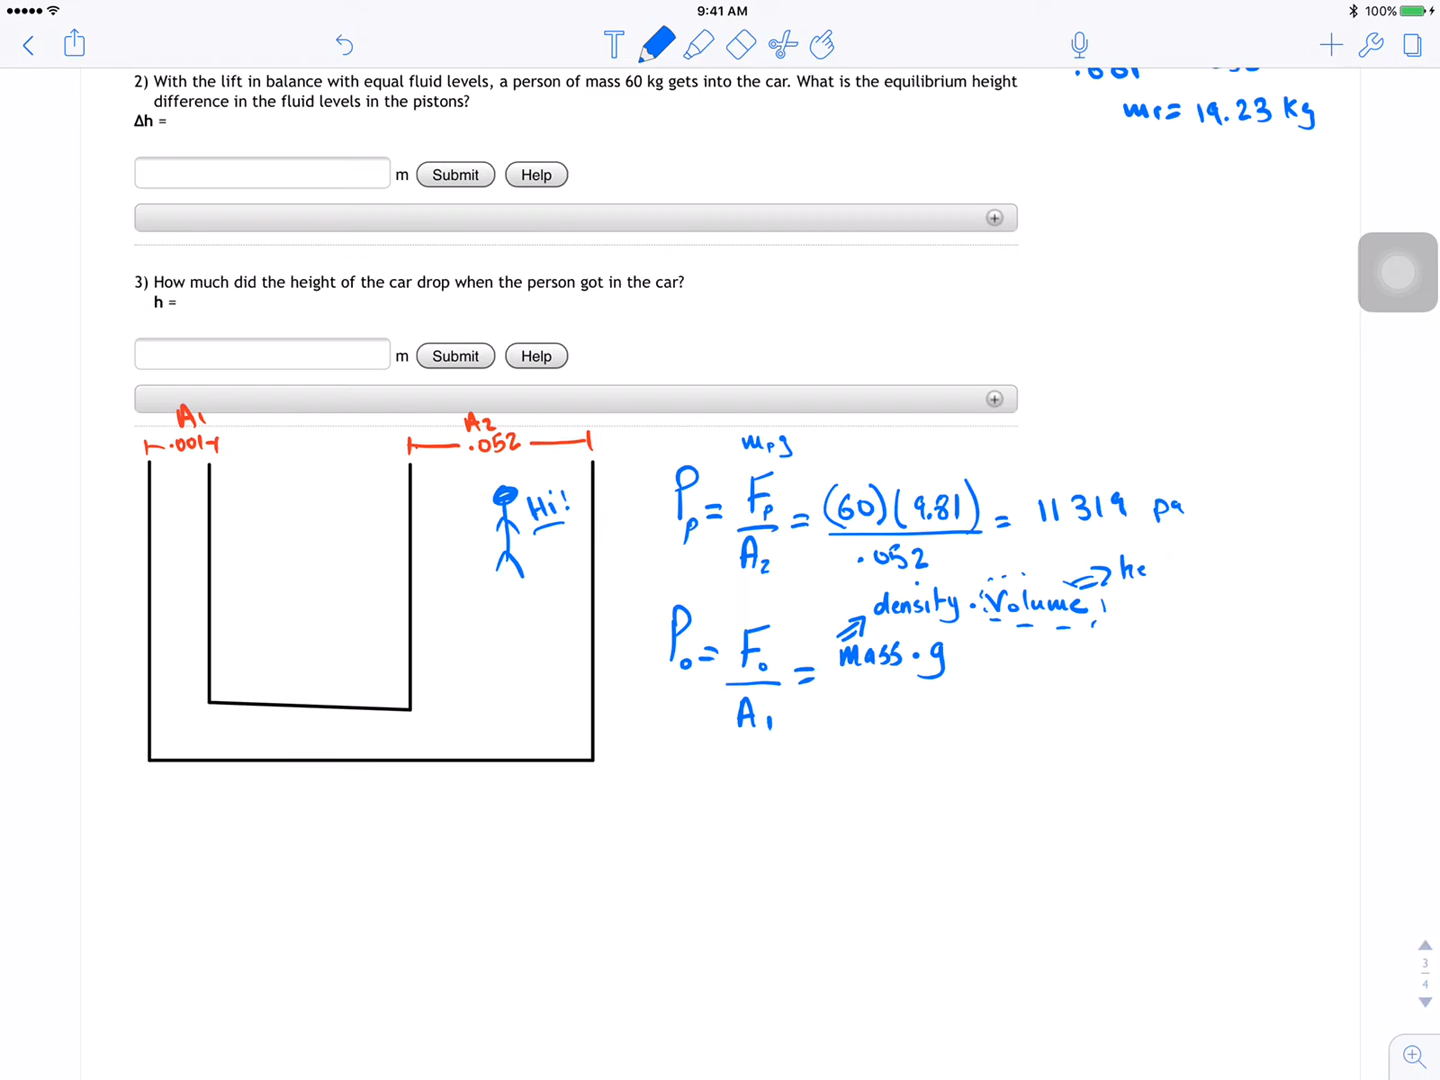 9:41 AM
100%
2) With the lift in balance with equal fluid levels, a person of mass 60 kg gets into the car. What is the equilibrium height
difference in the fluid levels in the pistons?
Δh =
mr= 19.23 kg
m Submit Help
3) How much did the height of the car drop when the person got in the car?
h =
m Submit Help
A1
A2
.001
.052
Hi!
mpg
Pp = Fp / A2 = (60)(9.81) / .052 = 11319 pa
density · Volume he
Po = Fo / A1 = mass · g
3
4